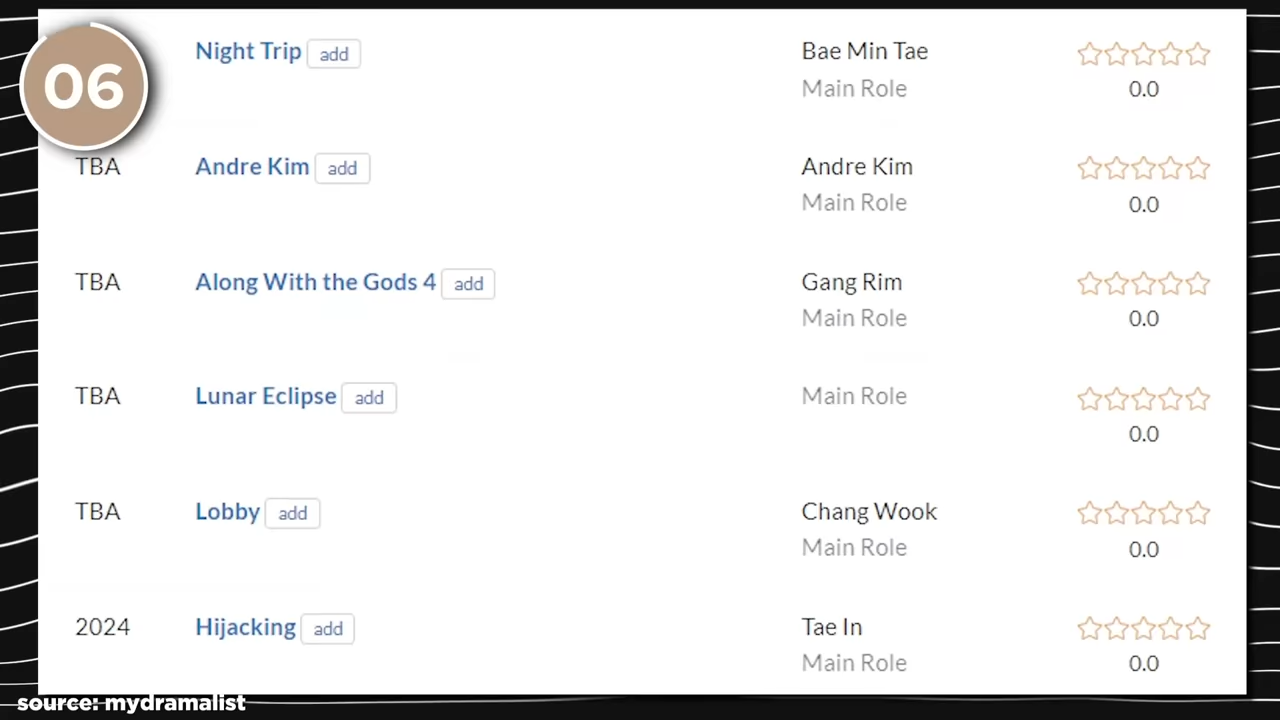 06
Night Trip add Bae Min Tae
Main Role 0.0
TBA Andre Kim add Andre Kim
Main Role 0.0
TBA Along With the Gods 4 add Gang Rim
Main Role 0.0
TBA Lunar Eclipse add Main Role
0.0
TBA Lobby add Chang Wook
Main Role 0.0
2024 Hijacking add Tae In
Main Role 0.0
source: mydramalist